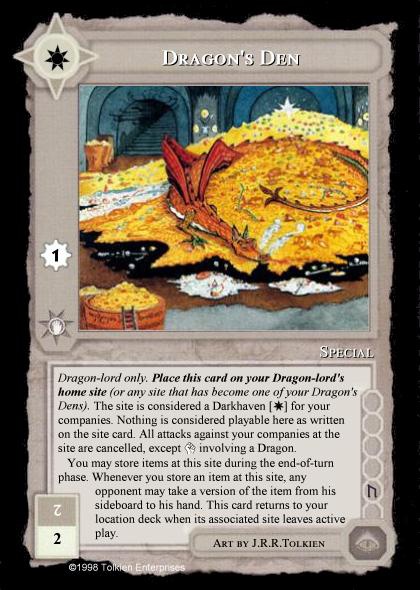 DRAGON'S DEN
1
SPECIAL
Dragon-lord only. Place this card on your Dragon-lord's
home site (or any site that has become one of your Dragon's
Dens). The site is considered a Darkhaven [✷] for your
companies. Nothing is considered playable here as written
on the site card. All attacks against your companies at the
site are cancelled, except involving a Dragon.
You may store items at this site during the end-of-turn
phase. Whenever you store an item at this site, any
opponent may take a version of the item from his
sideboard to his hand. This card returns to your
location deck when its associated site leaves active
play.
2
2
ART BY J.R.R.TOLKIEN
©1998 Tolkien Enterprises